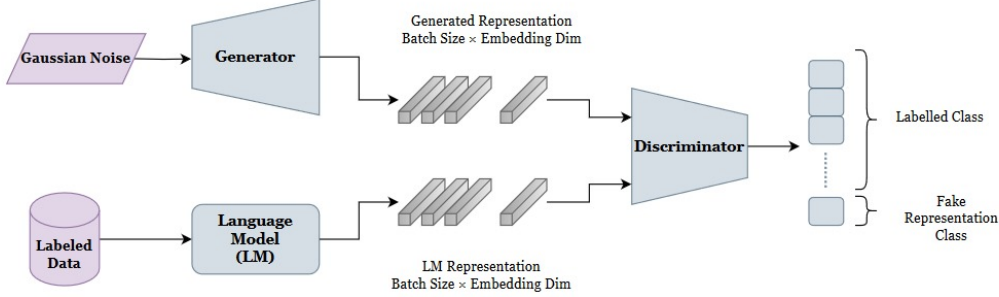 Gaussian Noise
Generator
Generated Representation
Batch Size × Embedding Dim
Discriminator
Labelled Class
Fake
Representation
Class
Labeled
Data
Language
Model
(LM)
LM Representation
Batch Size × Embedding Dim